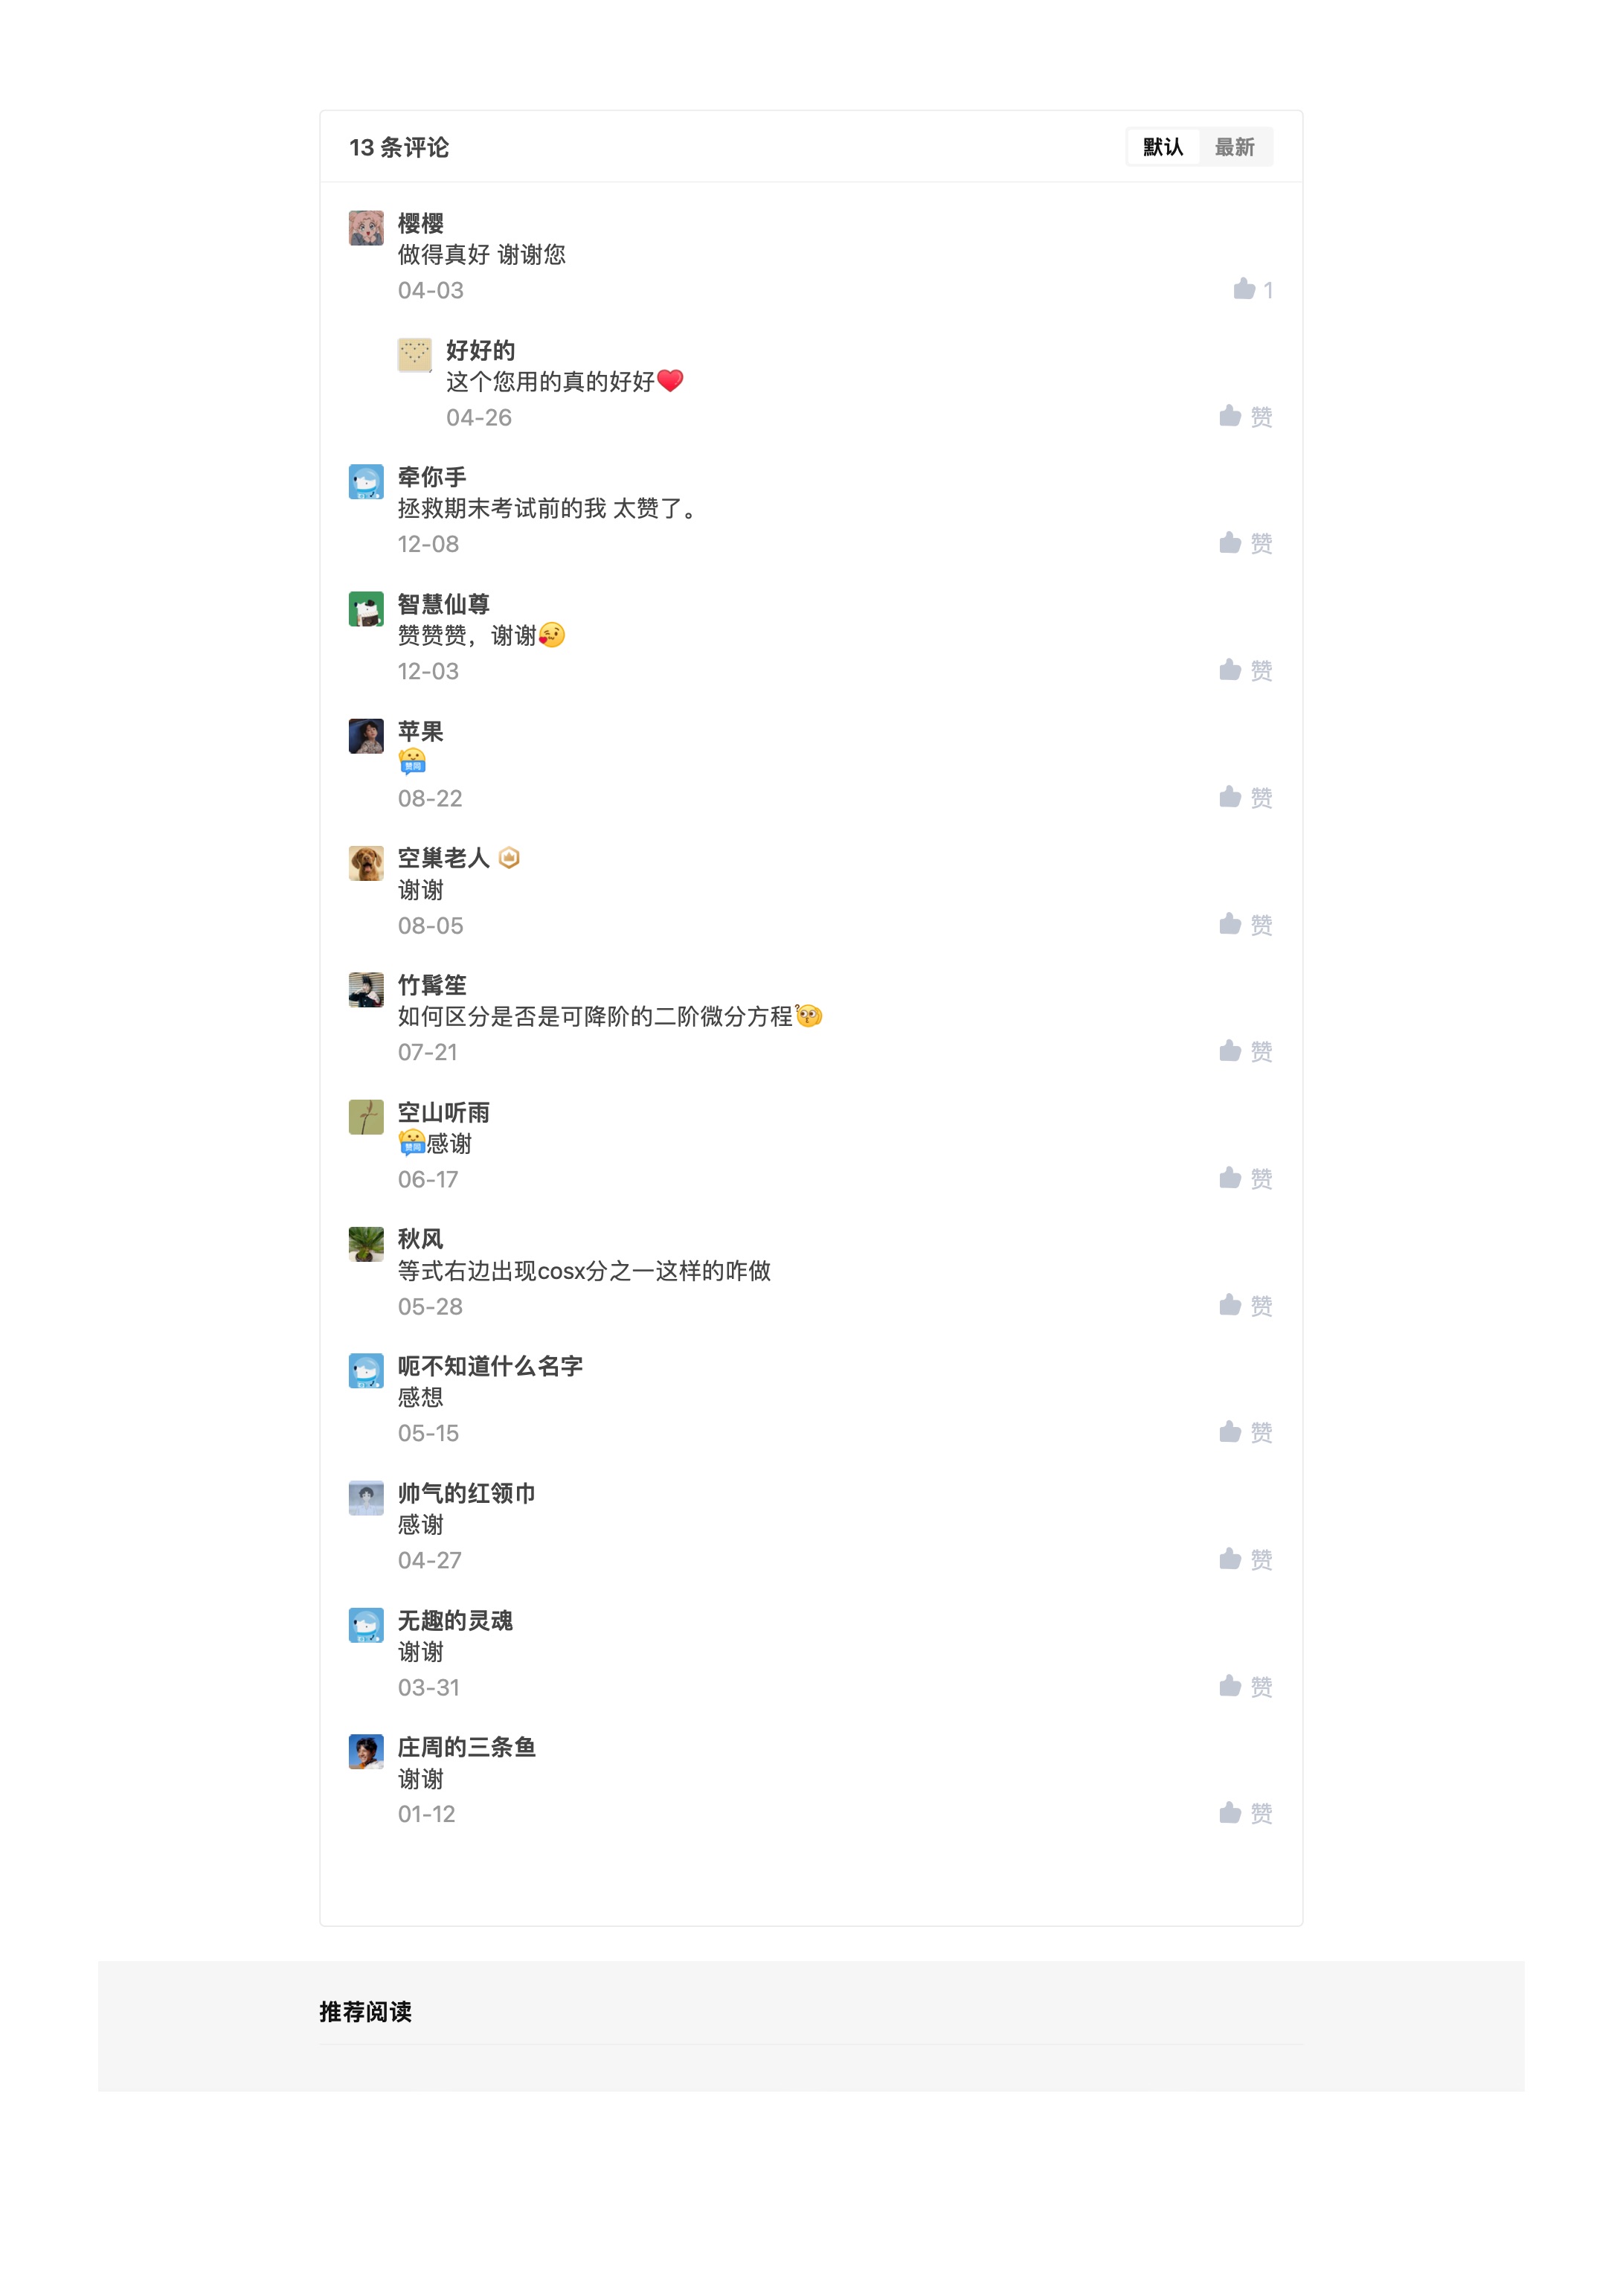 13 条评论
默认 最新
樱樱
做得真好 谢谢您
04-03
1
好好的
这个您用的真的好好❤️
04-26
赞
牵你手
拯救期末考试前的我 太赞了。
12-08
赞
智慧仙尊
赞赞赞，谢谢
12-03
赞
苹果
赞同
08-22
赞
空巢老人
谢谢
08-05
赞
竹髯笙
如何区分是否是可降阶的二阶微分方程
07-21
赞
空山听雨
赞同感谢
06-17
赞
秋风
等式右边出现cosx分之一这样的咋做
05-28
赞
呃不知道什么名字
感想
05-15
赞
帅气的红领巾
感谢
04-27
赞
无趣的灵魂
谢谢
03-31
赞
庄周的三条鱼
谢谢
01-12
赞
推荐阅读